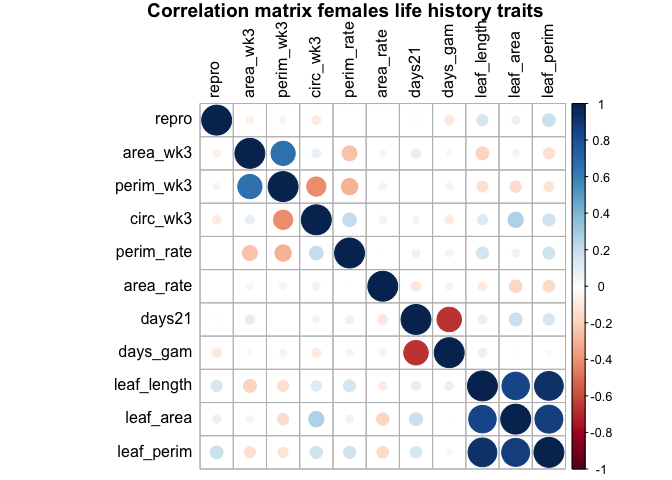 Correlation matrix females life history traits
repro
area_wk3
perim_wk3
circ_wk3
perim_rate
area_rate
days21
days_gam
leaf_length
leaf_area
leaf_perim
repro
area_wk3
perim_wk3
circ_wk3
perim_rate
area_rate
days21
days_gam
leaf_length
leaf_area
leaf_perim
1
0.8
0.6
0.4
0.2
0
-0.2
-0.4
-0.6
-0.8
-1